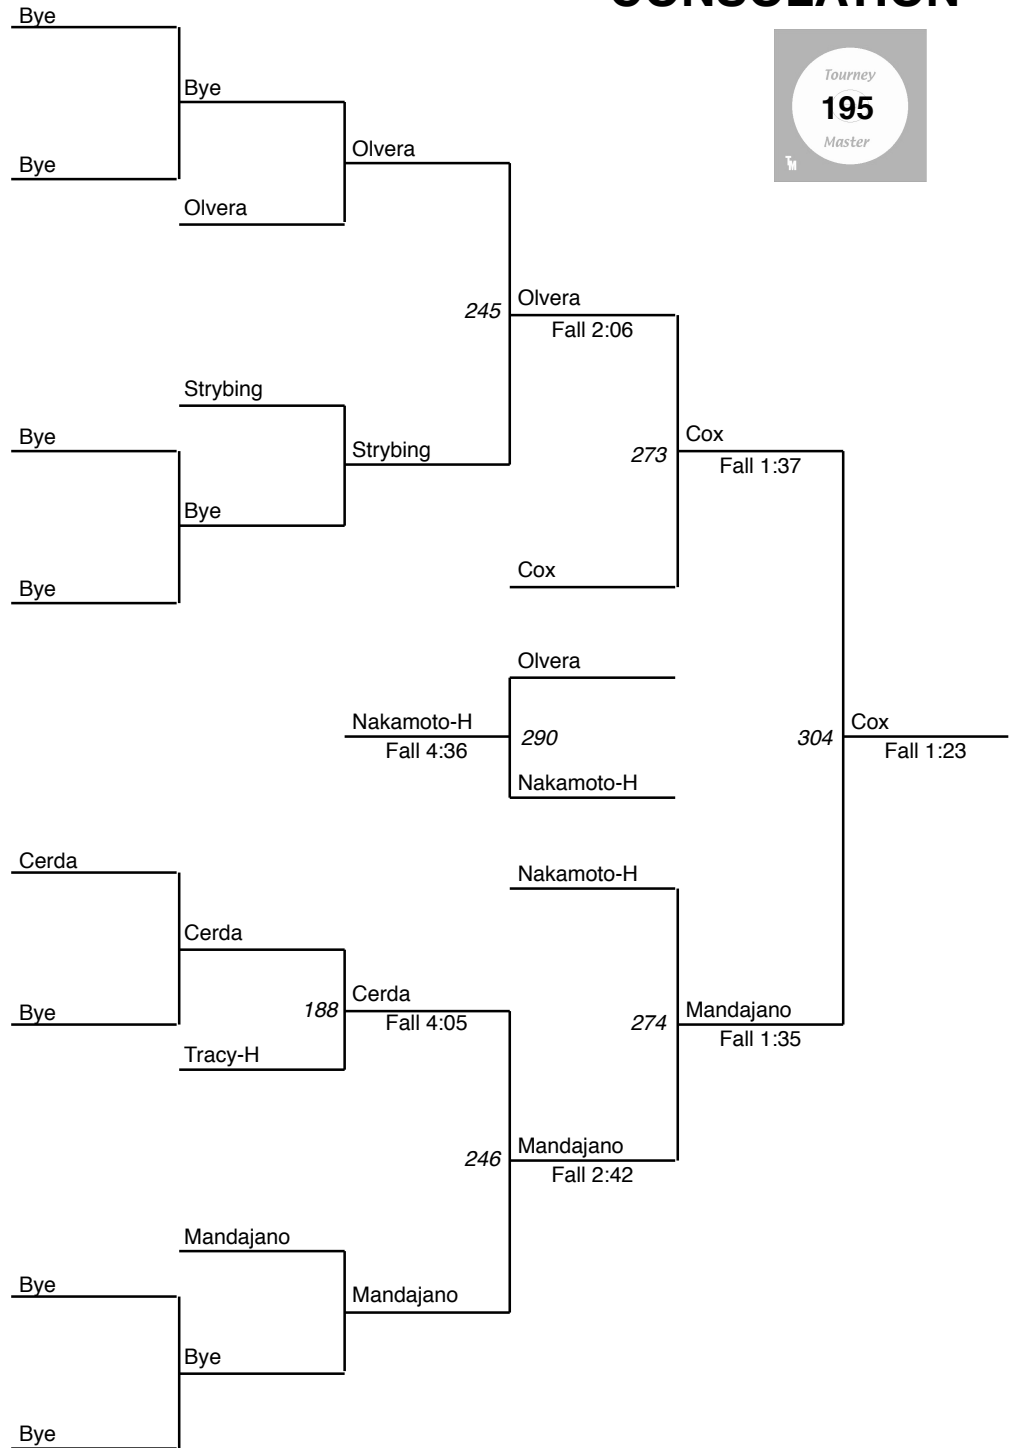 CONSOLATION
Bye
Tourney
195
Master
TM
Bye
Olvera
Bye
Olvera
Olvera
245
Fall 2:06
Strybing
Bye
Cox
Strybing
273
Fall 1:37
Bye
Cox
Bye
Olvera
Nakamoto-H
Cox
290
304
Fall 4:36
Fall 1:23
Nakamoto-H
Cerda
Nakamoto-H
Cerda
Cerda
188
Mandajano
Bye
Fall 4:05
274
Fall 1:35
Tracy-H
Mandajano
246
Fall 2:42
Mandajano
Bye
Mandajano
Bye
Bye